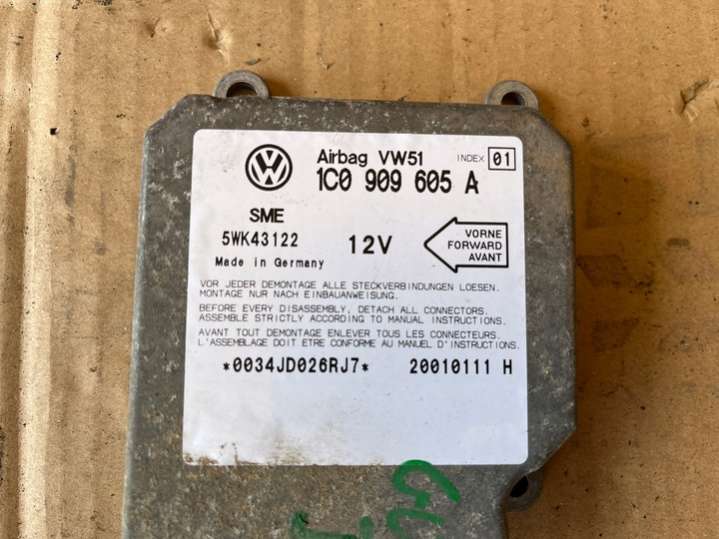 Airbag VW51 INDEX 01
1C0 909 605 A
SME
5WK43122 12V
Made in Germany
VORNE
FORWARD
AVANT
VOR JEDER DEMONTAGE ALLE STECKVERBINDUNGEN LOESEN.
MONTAGE NUR NACH EINBAUANWEISUNG.
BEFORE EVERY DISASSEMBLY, DETACH ALL CONNECTORS.
ASSEMBLE STRICTLY ACCORDING TO MANUAL INSTRUCTIONS.
AVANT TOUT DEMONTAGE ENLEVER TOUS LES CONNECTEURS.
L'ASSEMBLAGE DOIT ETRE CONFORME AU MANUEL D'INSTRUCTIONS.
*0034JD026RJ7* 20010111 H